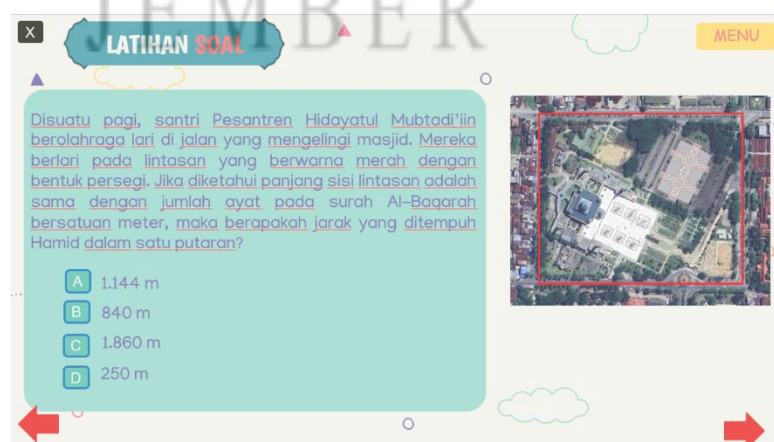 JEMBER
X
LATIHAN SOAL
MENU
Disuatu pagi, santri Pesantren Hidayatul Mubtadi'iin
berolahraga lari di jalan yang mengelingi masjid. Mereka
berlari pada lintasan yang berwarna merah dengan
bentuk persegi. Jika diketahui panjang sisi lintasan adalah
sama dengan jumlah ayat pada surah Al-Baqarah
bersatuan meter, maka berapakah jarak yang ditempuh
Hamid dalam satu putaran?
A 1.144 m
B 840 m
C 1.860 m
D 250 m